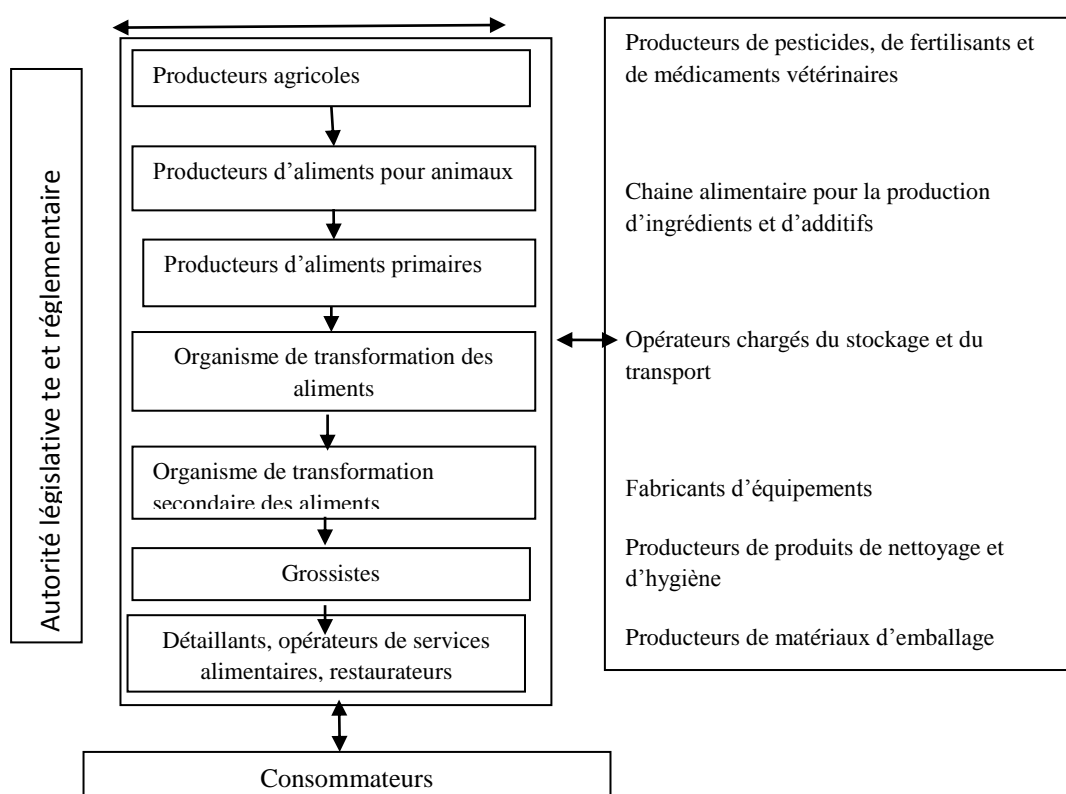 Autorité législative te et réglementaire
Producteurs agricoles
Producteurs d’aliments pour animaux
Producteurs d’aliments primaires
Organisme de transformation des
aliments
Organisme de transformation
secondaire des aliments
Grossistes
Détaillants, opérateurs de services
alimentaires, restaurateurs
Consommateurs
Producteurs de pesticides, de fertilisants et
de médicaments vétérinaires
Chaine alimentaire pour la production
d’ingrédients et d’additifs
Opérateurs chargés du stockage et du
transport
Fabricants d’équipements
Producteurs de produits de nettoyage et
d’hygiène
Producteurs de matériaux d’emballage